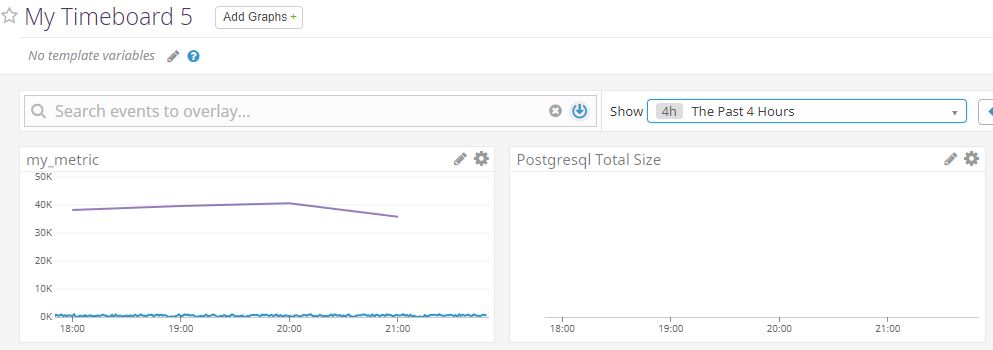 My Timeboard 5 Add Graphs +
No template variables ?
Search events to overlay... Show 4h The Past 4 Hours
my_metric Postgresql Total Size
50K
40K
30K
20K
10K
0K
18:00 19:00 20:00 21:00 18:00 19:00 20:00 21:00